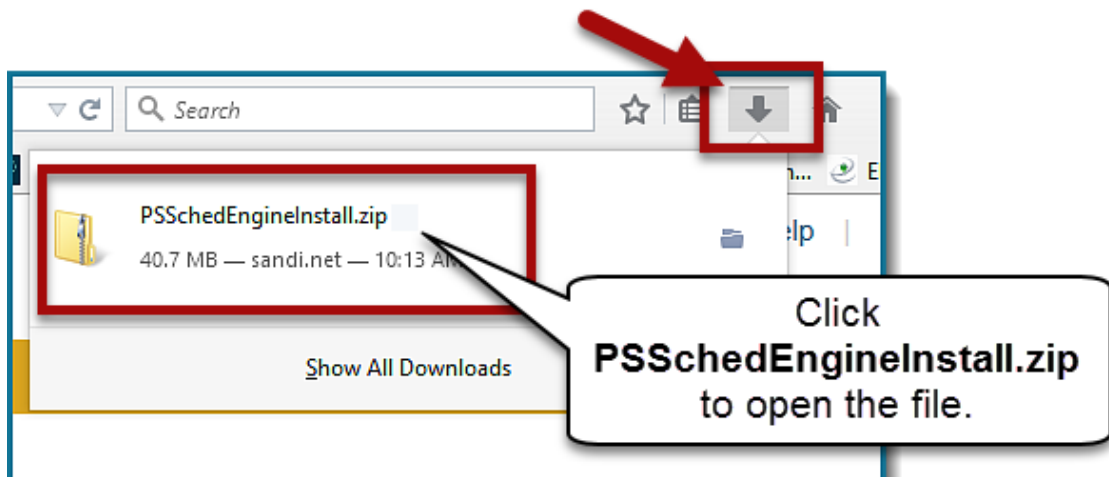 Search
n... E
PSSchedEngineInstall.zip
elp |
40.7 MB — sandi.net — 10:13 AM
Click
PSSchedEngineInstall.zip
to open the file.
Show All Downloads